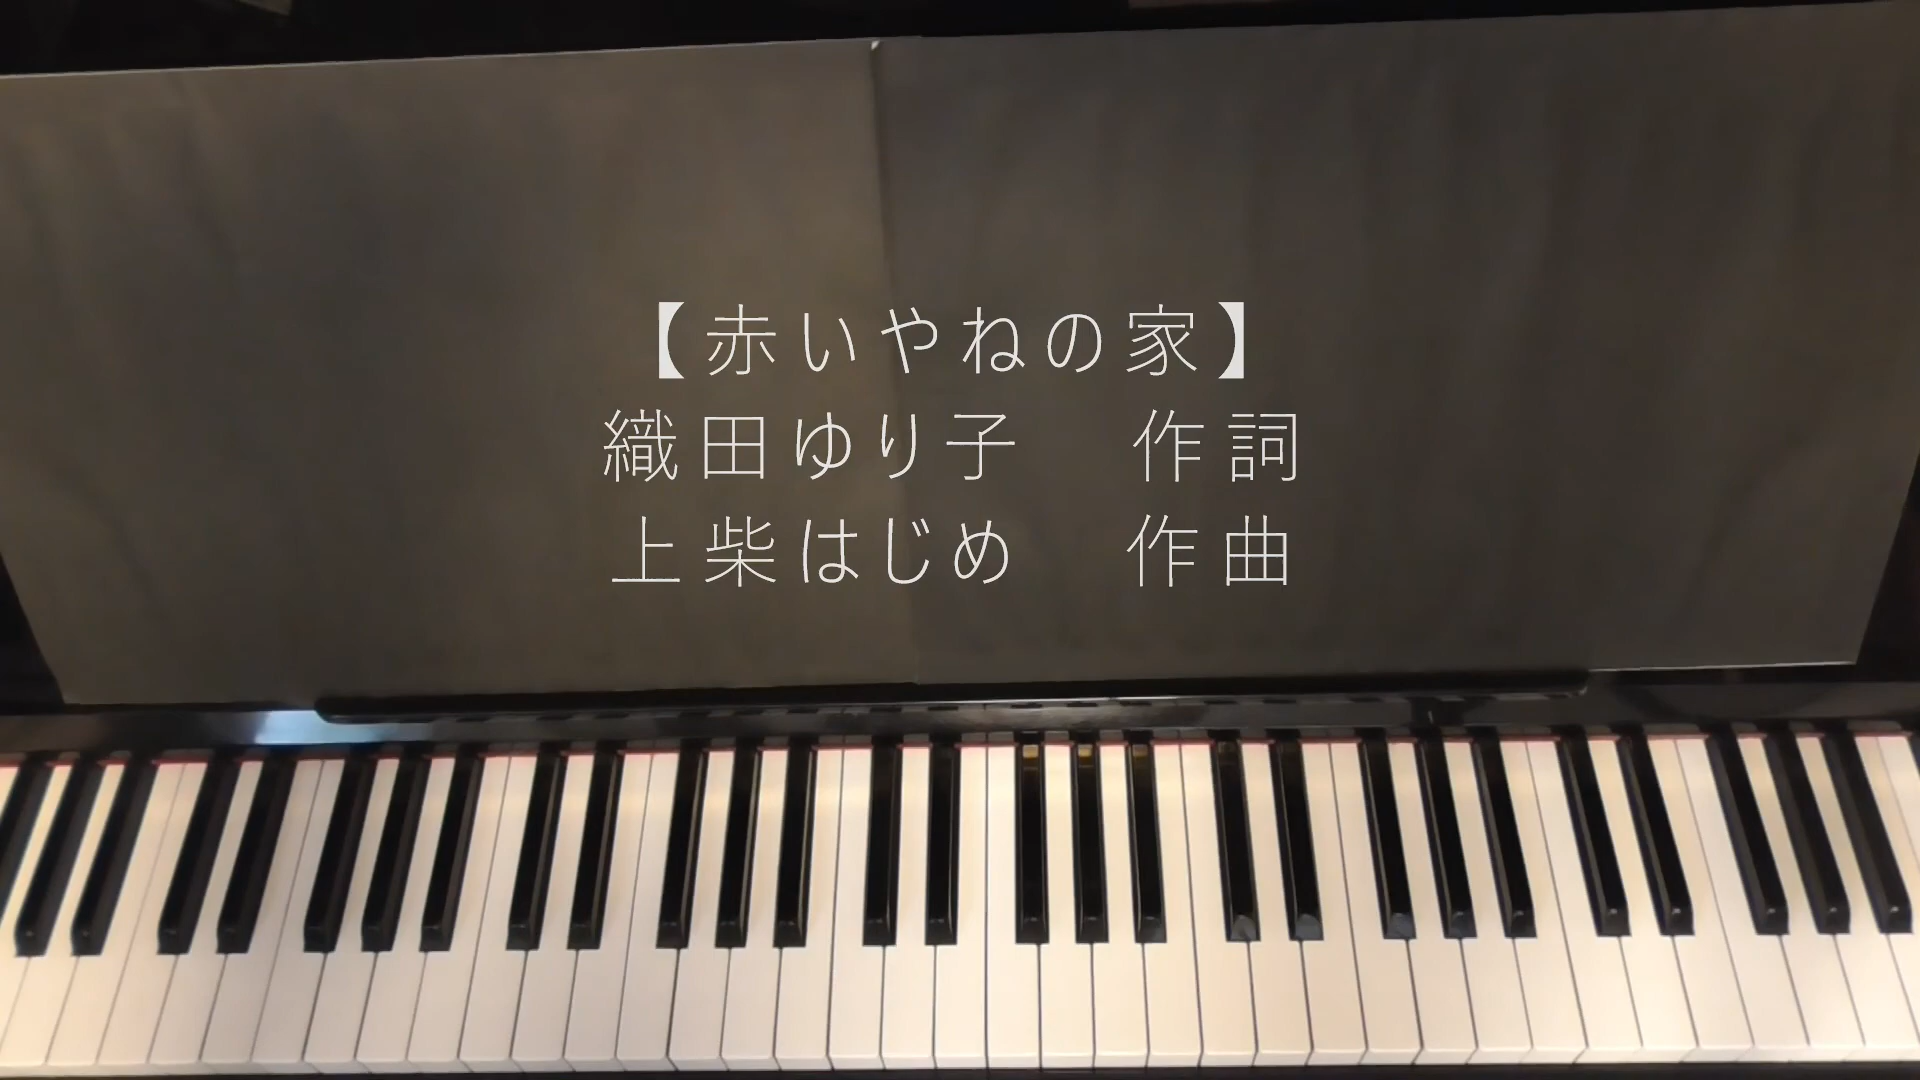 【赤いやねの家】
織田ゆり子　作詞
上柴はじめ　作曲